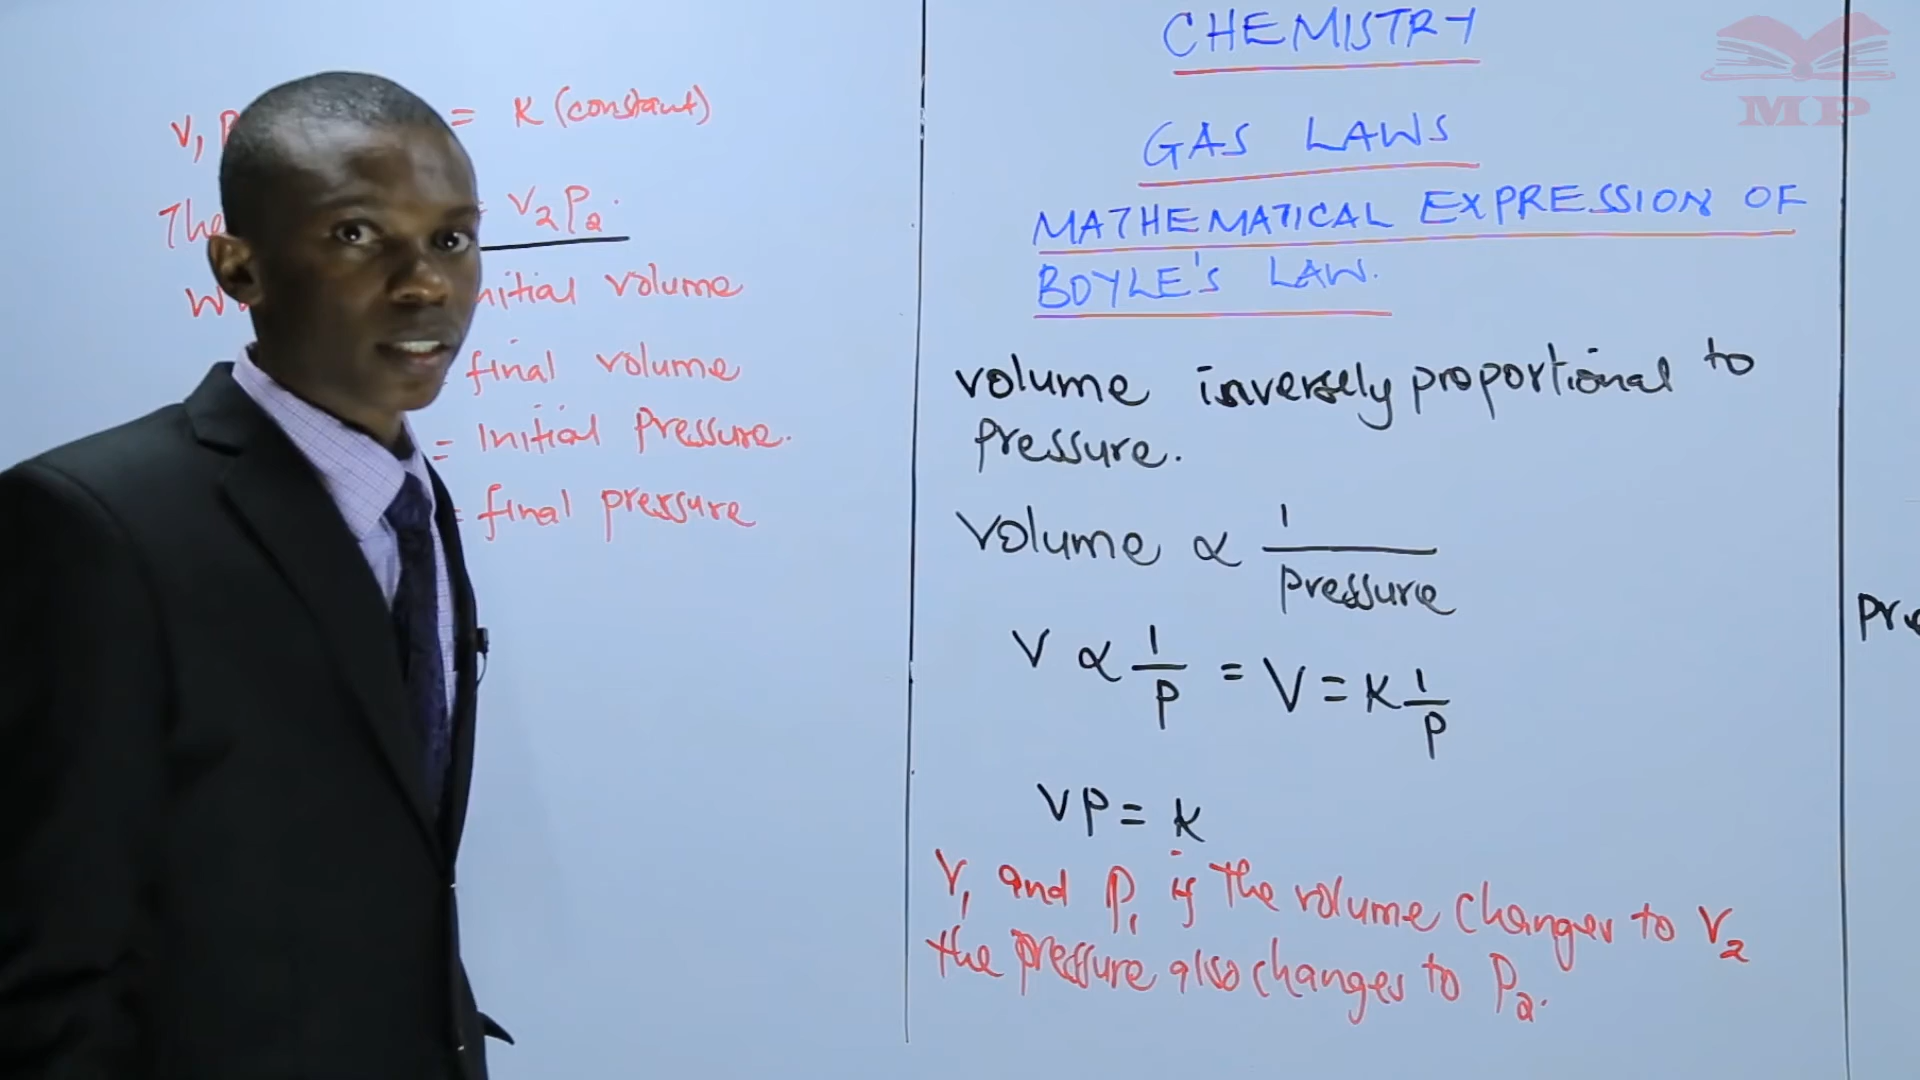 V₁ P = K (constant)
The = V₂P₂.
W initial volume
= final volume
= Initial Pressure.
= final pressure
CHEMISTRY
GAS LAWS
MATHEMATICAL EXPRESSION OF
BOYLE'S LAW.
volume inversely proportional to
pressure.
volume ∝ 1/pressure
V ∝ 1/P = V = K 1/P
VP = K
V₁ and P₁ if the volume changes to V₂
the pressure also changes to P₂.
MP